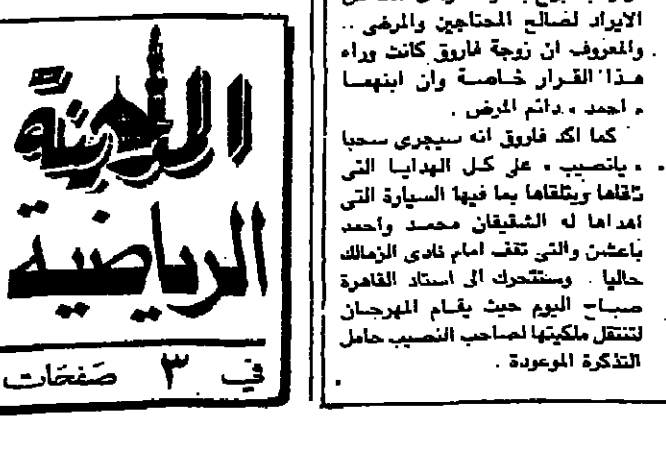 الايراد لصالح المحتاجين والمرضى ..
والمعروف ان زوجة فاروق كانت وراء
هذا القرار خاصة وان ابنهما
« احمد » دائم المرض .
كما اكد فاروق انه سيجرى سحبا
« يانصيب » على كل الهدايا التى
تلقاها ويتلقاها بما فيها السيارة التى
اهداها له الشقيقان محمد وأحمد
باعشن والتى تقف امام نادى الزمالك
حاليا . وستتحرك الى استاد القاهرة
صباح اليوم حيث يقام المهرجان
لتنتقل ملكيتها لصاحب النصيب حامل
التذكرة الموعودة .
المدينة
الرياضية
في ٣ صفحات